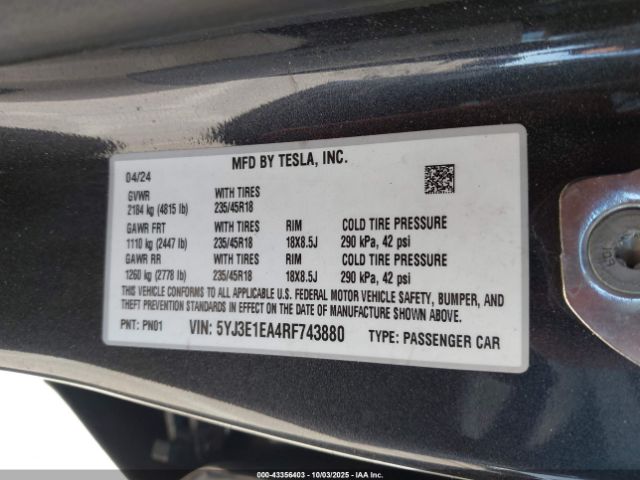 MFD BY TESLA, INC.
04/24
GVWR WITH TIRES
2184 kg (4815 lb) 235/45R18
GAWR FRT WITH TIRES RIM COLD TIRE PRESSURE
1110 kg (2447 lb) 235/45R18 18X8.5J 290 kPa, 42 psi
GAWR RR WITH TIRES RIM COLD TIRE PRESSURE
1260 kg (2778 lb) 235/45R18 18X8.5J 290 kPa, 42 psi
THIS VEHICLE CONFORMS TO ALL APPLICABLE U.S. FEDERAL MOTOR VEHICLE SAFETY, BUMPER, AND
THEFT PREVENTION STANDARDS IN EFFECT ON THE DATE OF MANUFACTURE SHOWN ABOVE.
PNT: PN01 VIN: 5YJ3E1EA4RF743880 TYPE: PASSENGER CAR
000-43356403 - 10/03/2025 - IAA Inc.